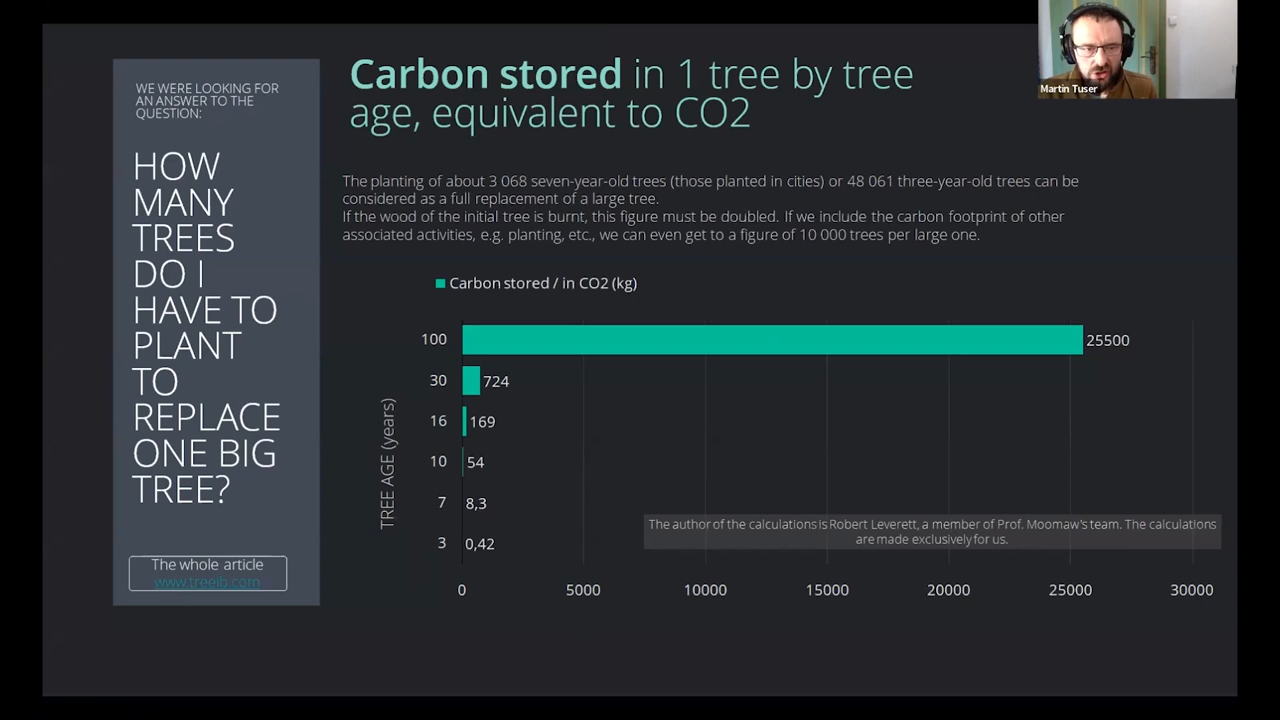 WE WERE LOOKING FOR
AN ANSWER TO THE
QUESTION:
HOW
MANY
TREES
DO I
HAVE TO
PLANT
TO
REPLACE
ONE BIG
TREE?
The whole article
www.treeib.com
Carbon stored in 1 tree by tree
age, equivalent to CO2
The planting of about 3 068 seven-year-old trees (those planted in cities) or 48 061 three-year-old trees can be
considered as a full replacement of a large tree.
If the wood of the initial tree is burnt, this figure must be doubled. If we include the carbon footprint of other
associated activities, e.g. planting, etc., we can even get to a figure of 10 000 trees per large one.
Carbon stored / in CO2 (kg)
TREE AGE (years)
100 25500
30 724
16 169
10 54
7 8,3
3 0,42
The author of the calculations is Robert Leverett, a member of Prof. Moomaw's team. The calculations
are made exclusively for us.
0 5000 10000 15000 20000 25000 30000
Martin Tuser